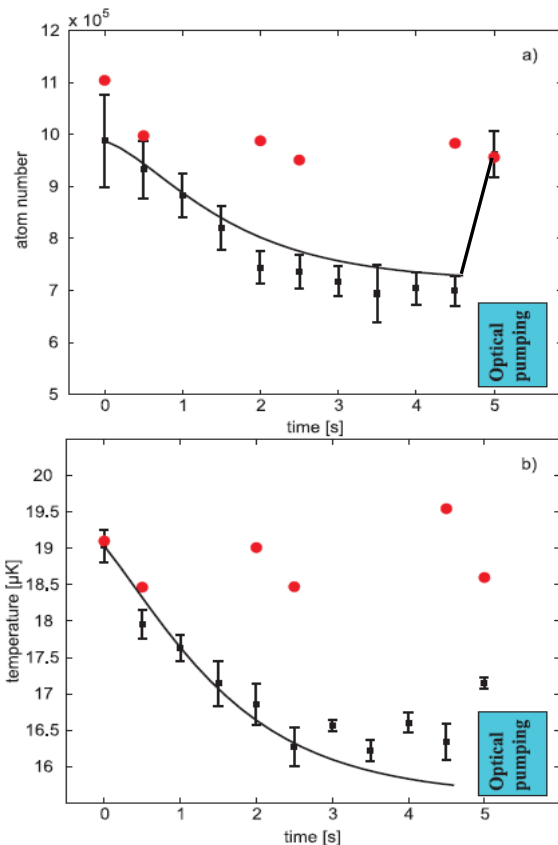 × 10⁵
a)
12
11
10
9
8
7
6
5
atom number
0 1 2 3 4 5
time [s]
Optical
pumping
b)
20
19.5
19
18.5
18
17.5
17
16.5
16
temperature [μK]
0 1 2 3 4 5
time [s]
Optical
pumping